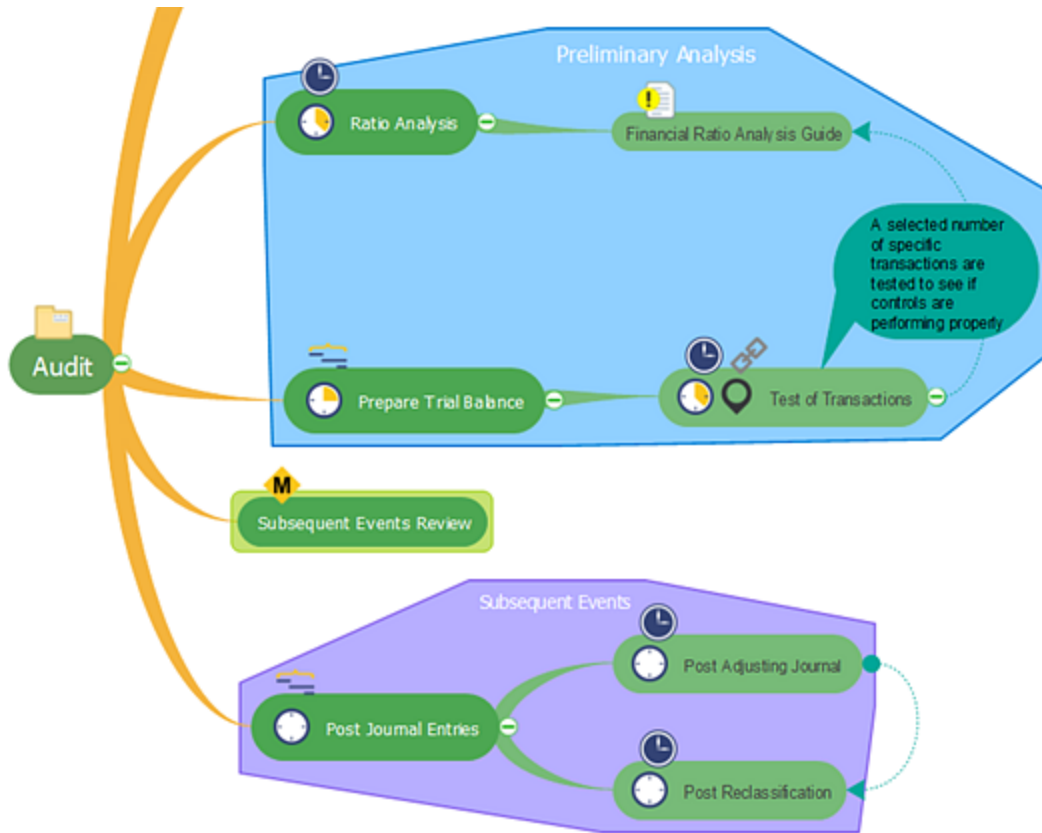 Preliminary Analysis
Ratio Analysis
Financial Ratio Analysis Guide
A selected number
of specific
transactions are
tested to see if
controls are
performing properly
Audit
Prepare Trial Balance
Test of Transactions
M
Subsequent Events Review
Subsequent Events
Post Adjusting Journal
Post Journal Entries
Post Reclassification